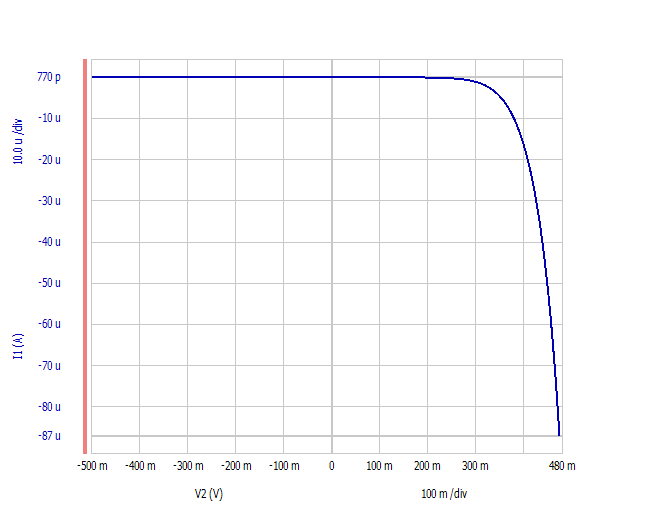 770 p
-10 u
-20 u
-30 u
-40 u
-50 u
-60 u
-70 u
-80 u
-87 u
10.0 u /div
I1 (A)
-500 m -400 m -300 m -200 m -100 m 0 100 m 200 m 300 m 480 m
V2 (V) 100 m /div